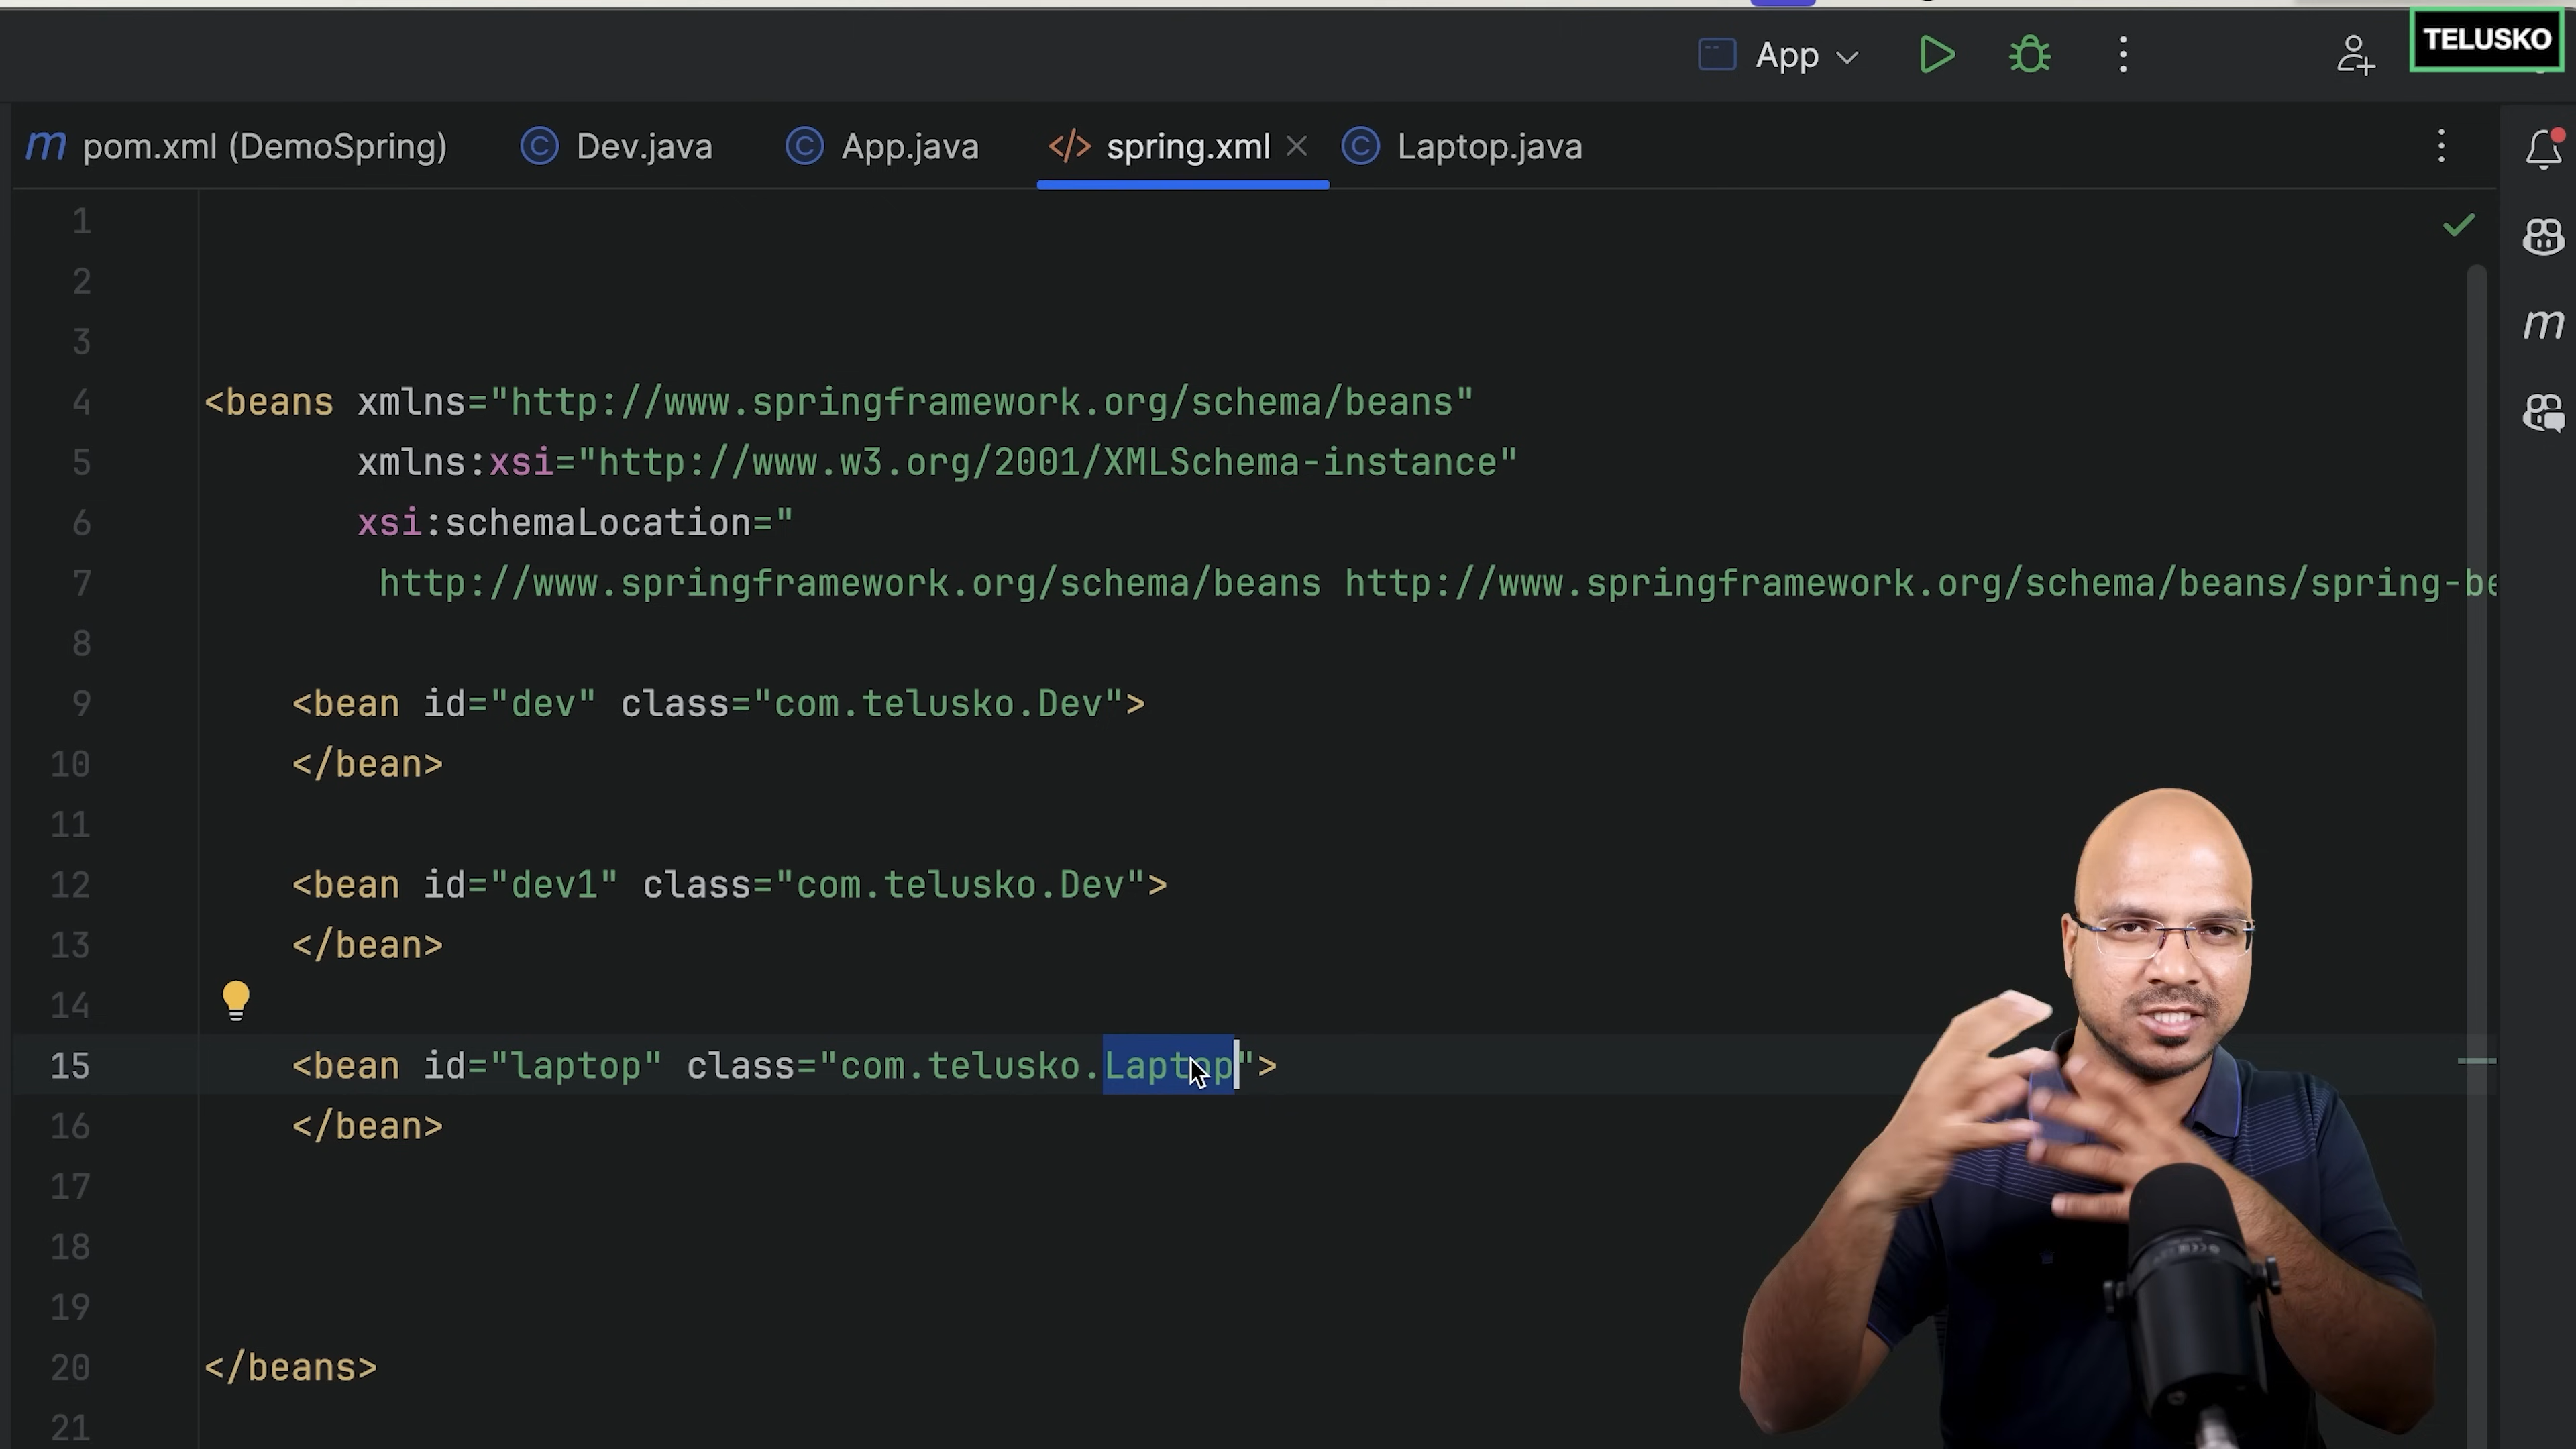 App
TELUSKO
m pom.xml (DemoSpring) © Dev.java © App.java </> spring.xml © Laptop.java
1
2
3
4 <beans xmlns="http://www.springframework.org/schema/beans"
5 xmlns:xsi="http://www.w3.org/2001/XMLSchema-instance"
6 xsi:schemaLocation="
7 http://www.springframework.org/schema/beans http://www.springframework.org/schema/beans/spring-be
8
9 <bean id="dev" class="com.telusko.Dev">
10 </bean>
11
12 <bean id="dev1" class="com.telusko.Dev">
13 </bean>
14
15 <bean id="laptop" class="com.telusko.Laptop">
16 </bean>
17
18
19
20 </beans>
21
m